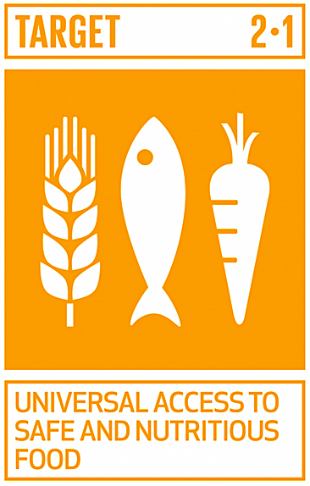 TARGET 2·1
UNIVERSAL ACCESS TO
SAFE AND NUTRITIOUS
FOOD